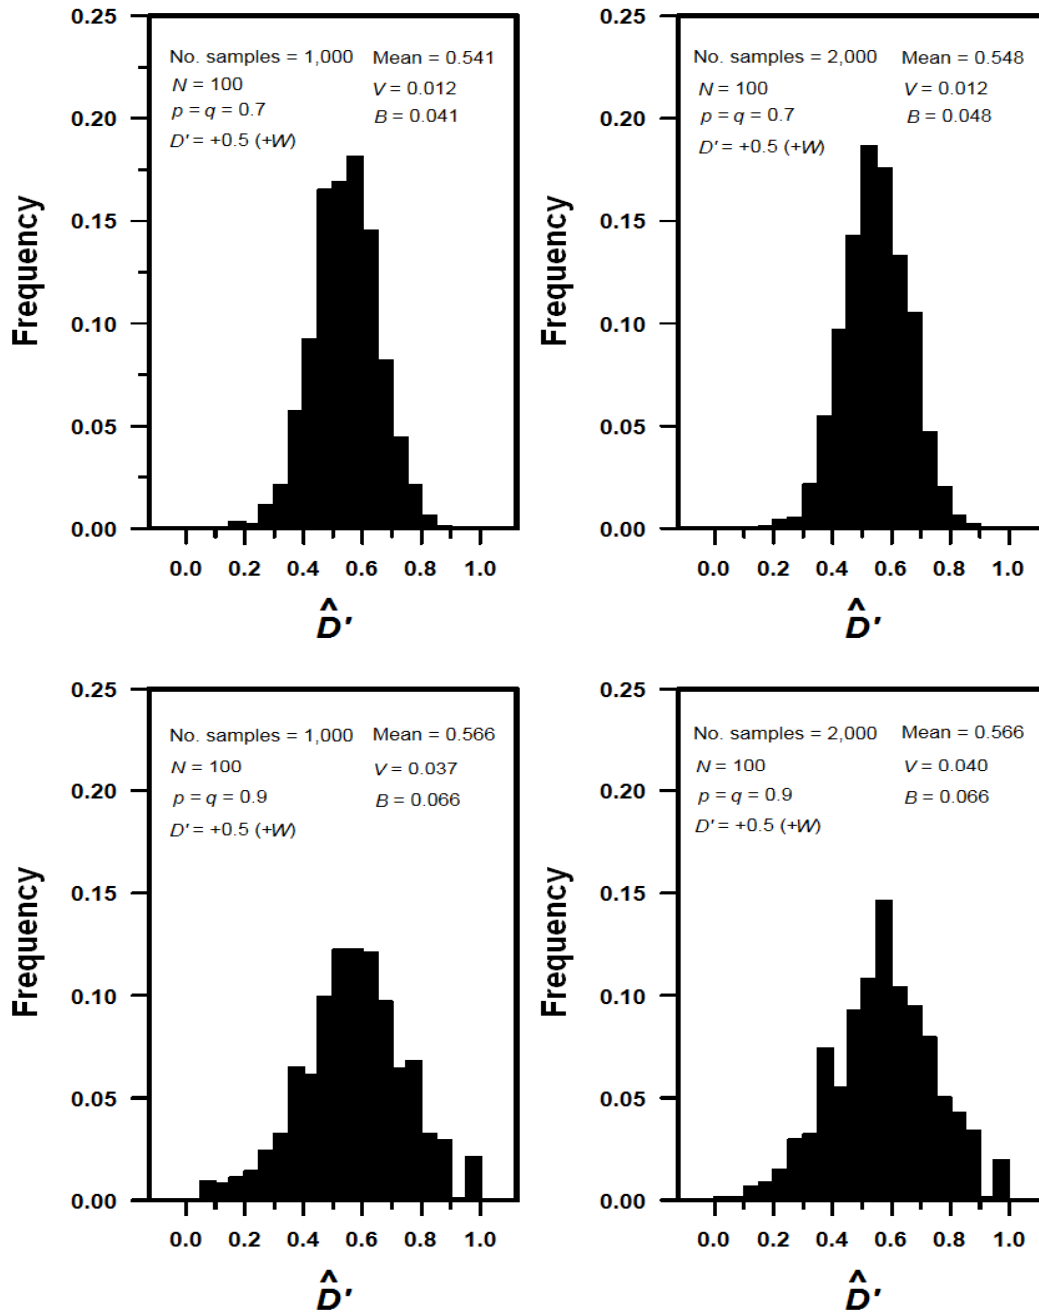 0.25
0.20
0.15
0.10
0.05
0.00
Frequency
No. samples = 1,000 Mean = 0.541
N = 100 V = 0.012
p = q = 0.7 B = 0.041
D' = +0.5 (+W)
0.0 0.2 0.4 0.6 0.8 1.0
D̂'
0.25
0.20
0.15
0.10
0.05
0.00
Frequency
No. samples = 2,000 Mean = 0.548
N = 100 V = 0.012
p = q = 0.7 B = 0.048
D' = +0.5 (+W)
0.0 0.2 0.4 0.6 0.8 1.0
D̂'
0.25
0.20
0.15
0.10
0.05
0.00
Frequency
No. samples = 1,000 Mean = 0.566
N = 100 V = 0.037
p = q = 0.9 B = 0.066
D' = +0.5 (+W)
0.0 0.2 0.4 0.6 0.8 1.0
D̂'
0.25
0.20
0.15
0.10
0.05
0.00
Frequency
No. samples = 2,000 Mean = 0.566
N = 100 V = 0.040
p = q = 0.9 B = 0.066
D' = +0.5 (+W)
0.0 0.2 0.4 0.6 0.8 1.0
D̂'